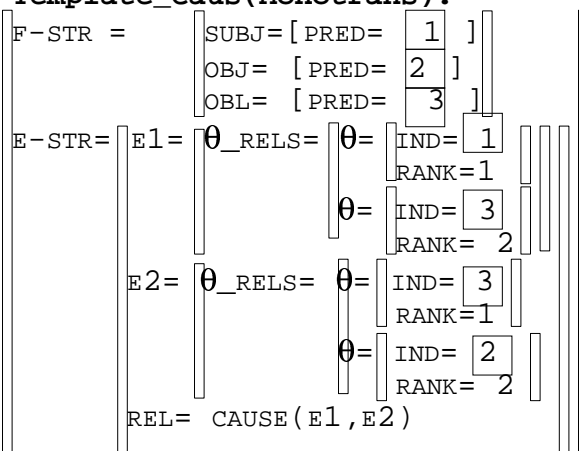 Template_caus(monotrans):
F-STR = SUBJ=[PRED= 1 ]
OBJ= [PRED= 2 ]
OBL= [PRED= 3 ]
E-STR= E1= θ_RELS= θ= IND= 1
RANK=1
θ= IND= 3
RANK= 2
E2= θ_RELS= θ= IND= 3
RANK=1
θ= IND= 2
RANK= 2
REL= CAUSE(E1,E2)